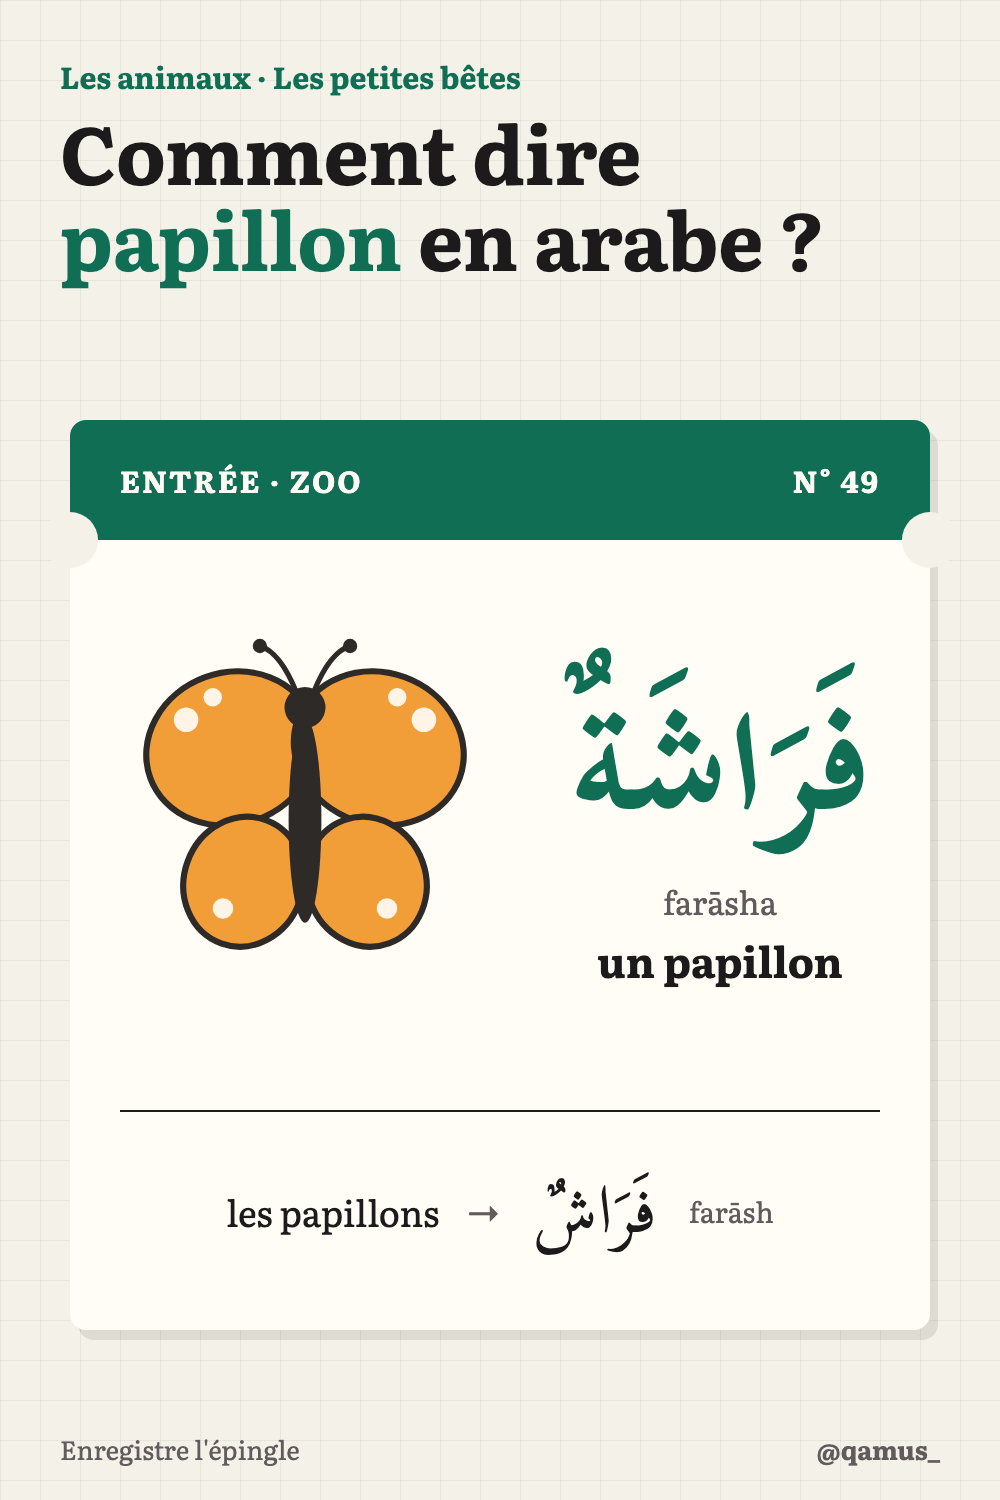 Les animaux · Les petites bêtes
Comment dire
papillon en arabe ?
ENTRÉE · ZOO N° 49
فَرَاشَةٌ
farāsha
un papillon
les papillons → فَرَاشٌ farāsh
Enregistre l'épingle @qamus_